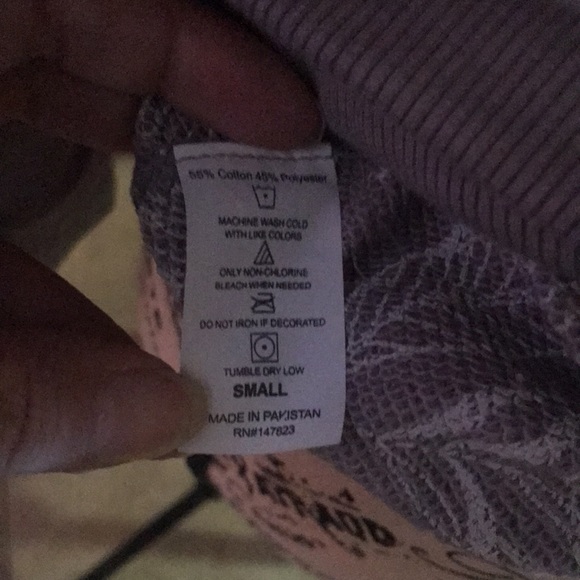 55% Cotton 45% Polyester
MACHINE WASH COLD
WITH LIKE COLORS
ONLY NON-CHLORINE
BLEACH WHEN NEEDED
DO NOT IRON IF DECORATED
TUMBLE DRY LOW
SMALL
MADE IN PAKISTAN
RN#147823